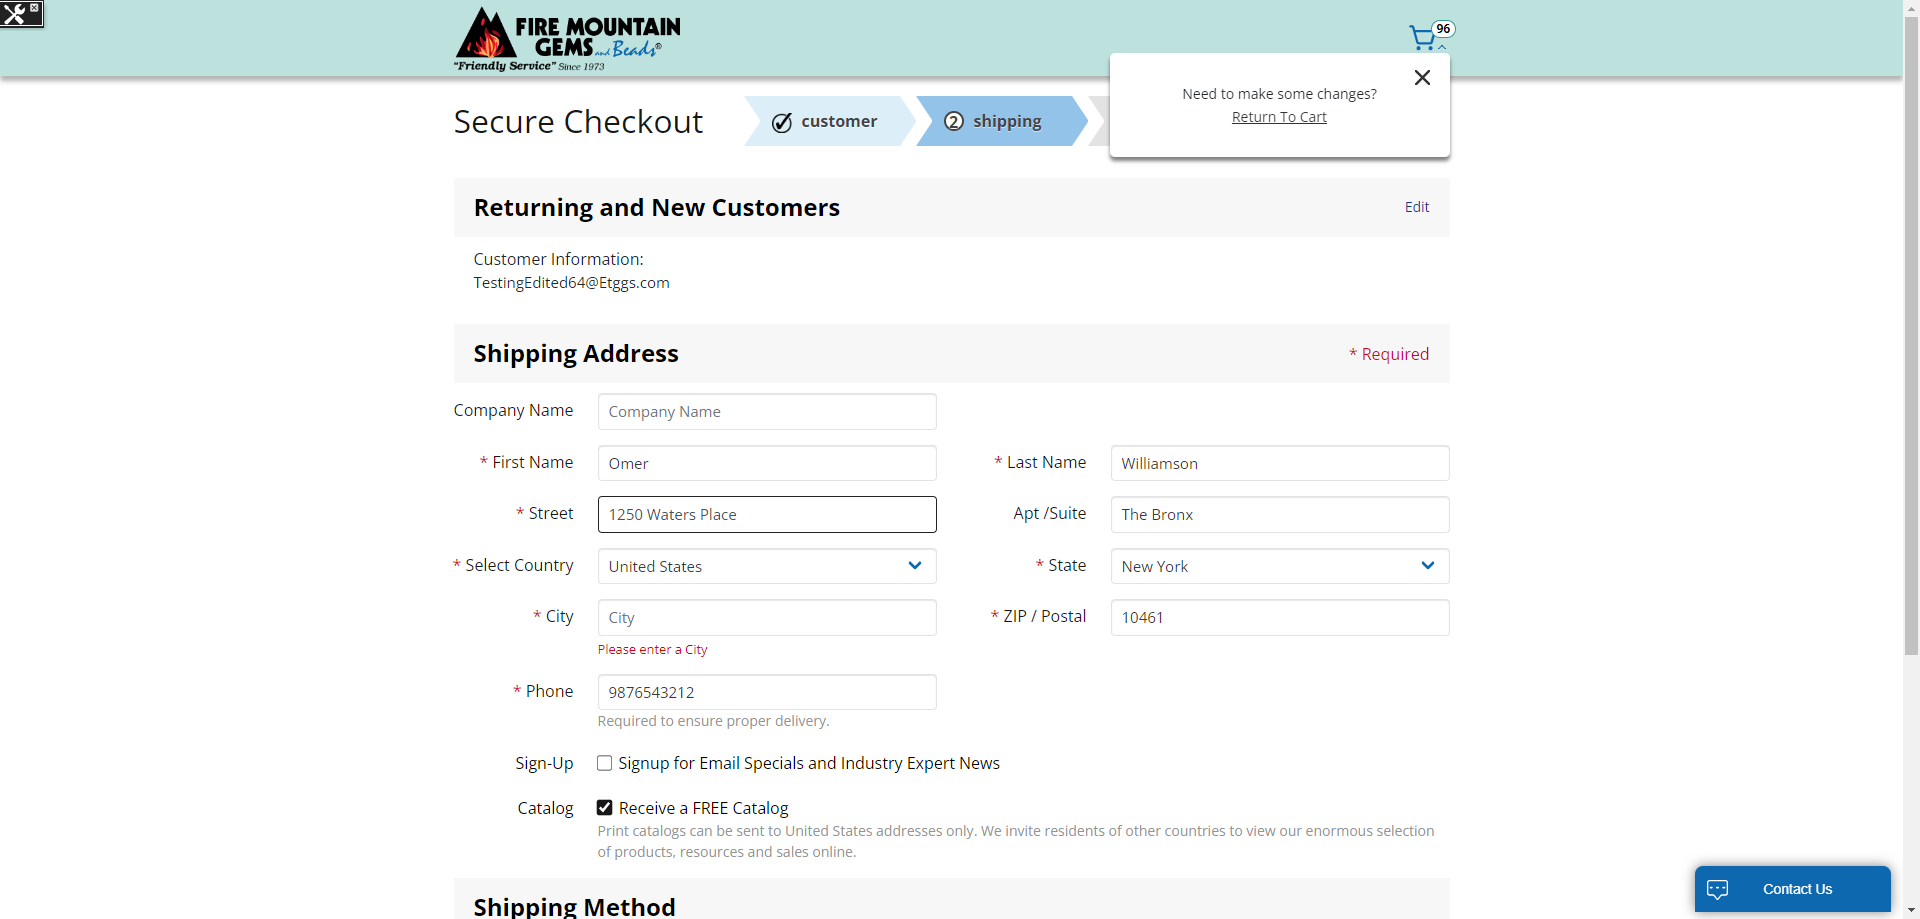 FIRE MOUNTAIN
GEMS and Beads®
"Friendly Service" Since 1973
96
Need to make some changes?
Return To Cart
Secure Checkout
customer
2 shipping
Returning and New Customers
Edit
Customer Information:
TestingEdited64@Etggs.com
Shipping Address
* Required
Company Name
Company Name
* First Name
Omer
* Last Name
Williamson
* Street
1250 Waters Place
Apt /Suite
The Bronx
* Select Country
United States
* State
New York
* City
City
* ZIP / Postal
10461
Please enter a City
* Phone
9876543212
Required to ensure proper delivery.
Sign-Up
Signup for Email Specials and Industry Expert News
Catalog
Receive a FREE Catalog
Print catalogs can be sent to United States addresses only. We invite residents of other countries to view our enormous selection
of products, resources and sales online.
Contact Us
Shipping Method